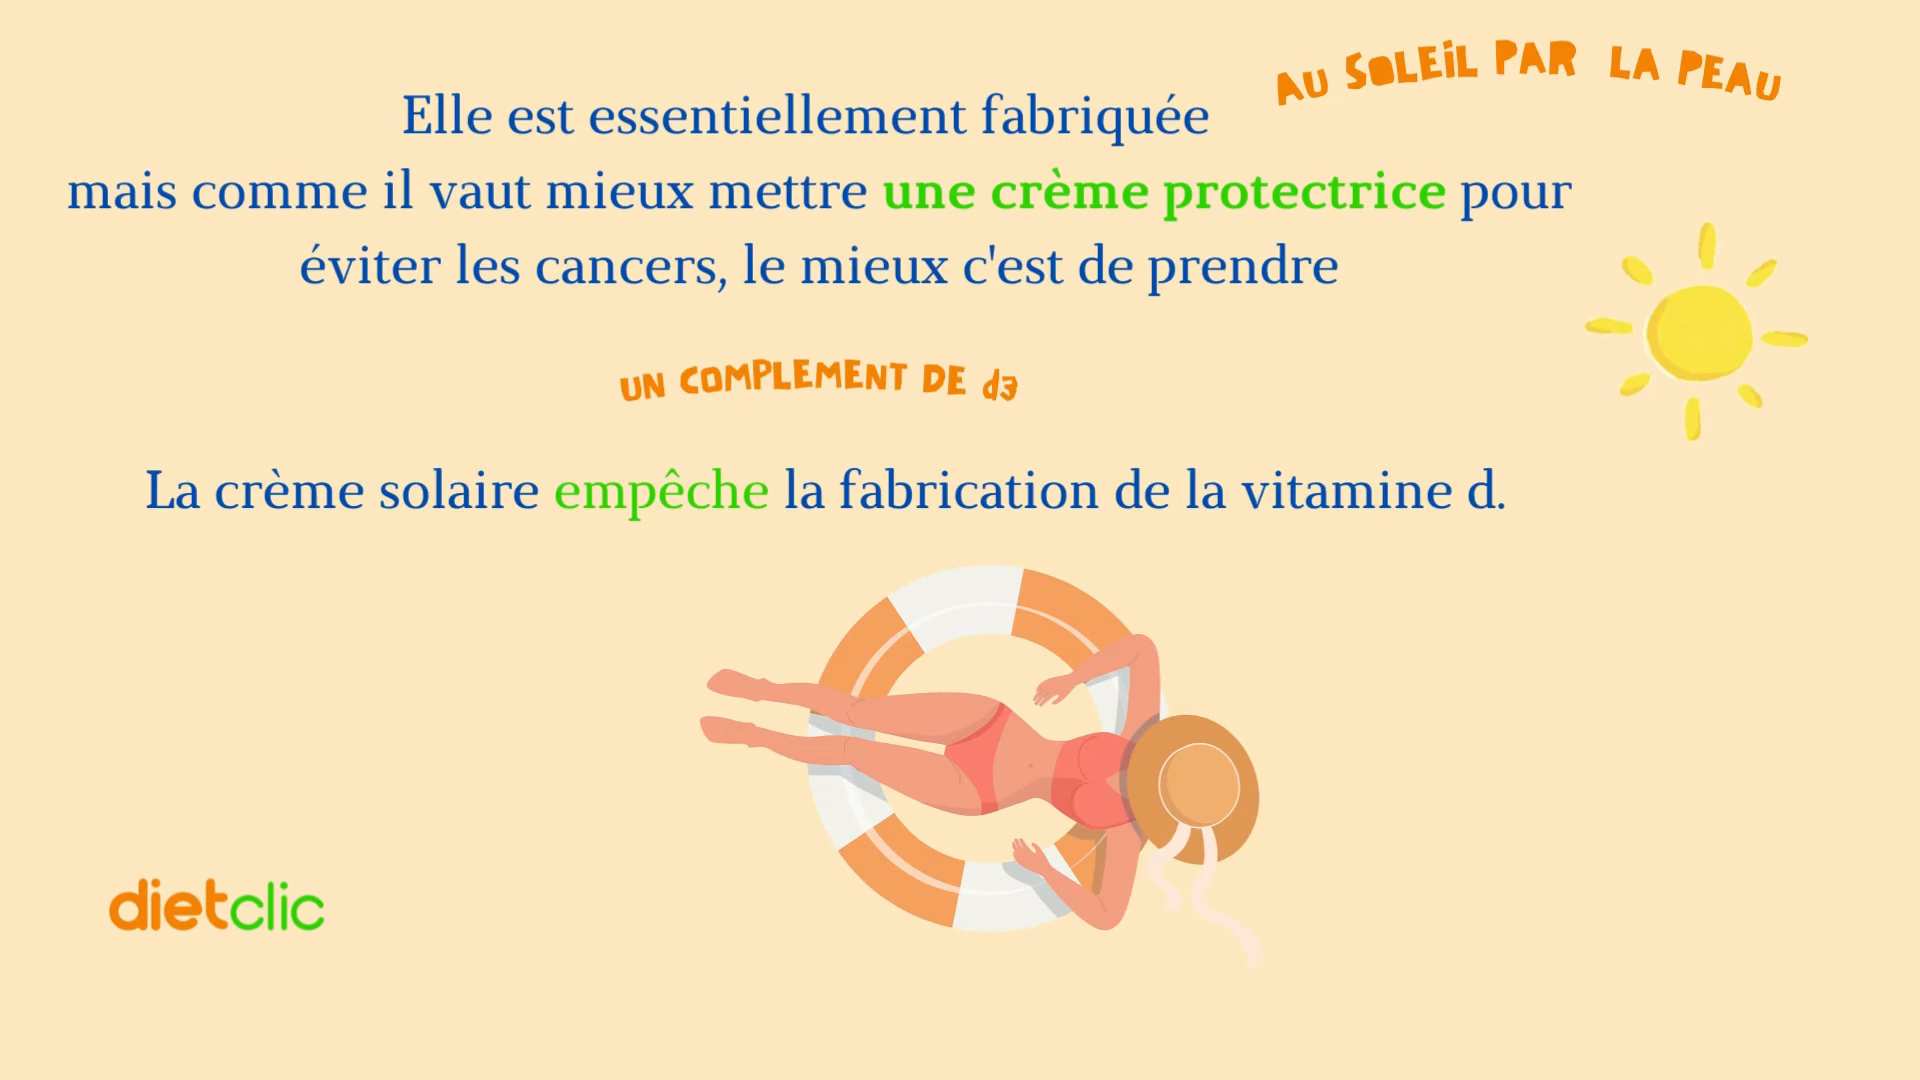 Elle est essentiellement fabriquée AU SOLEIL PAR LA PEAU
mais comme il vaut mieux mettre une crème protectrice pour
éviter les cancers, le mieux c'est de prendre
UN COMPLEMENT DE d3
La crème solaire empêche la fabrication de la vitamine d.
dietclic